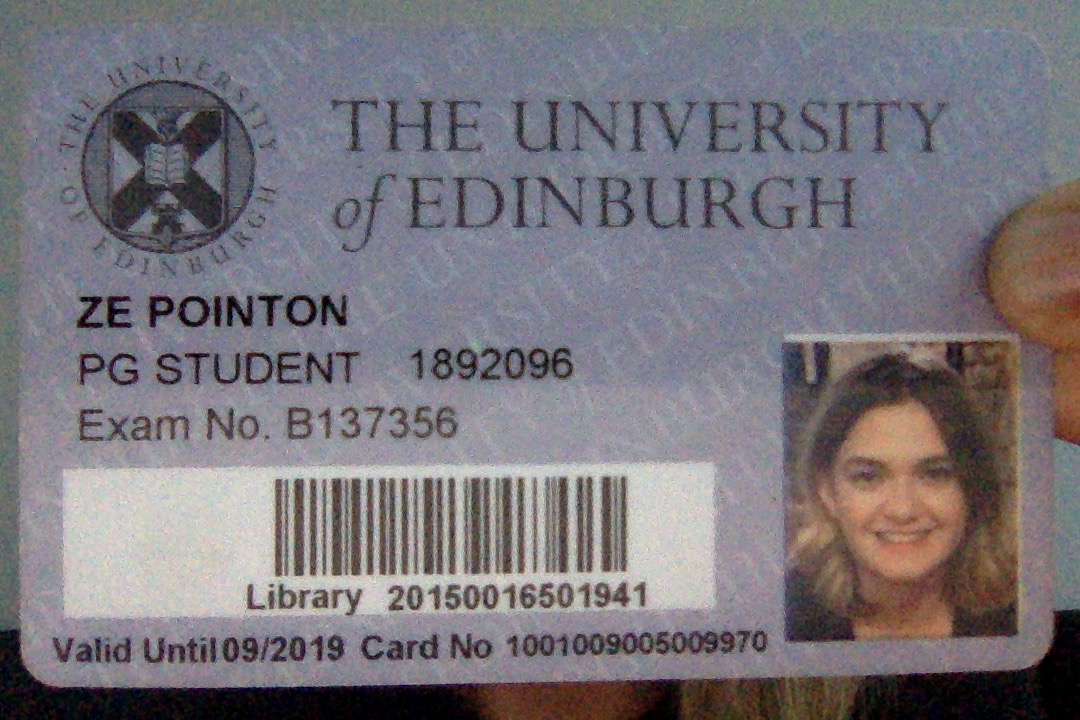 THE UNIVERSITY OF EDINBURGH
THE UNIVERSITY
of EDINBURGH
ZE POINTON
PG STUDENT 1892096
Exam No. B137356
Library 20150016501941
Valid Until 09/2019 Card No 1001009005009970